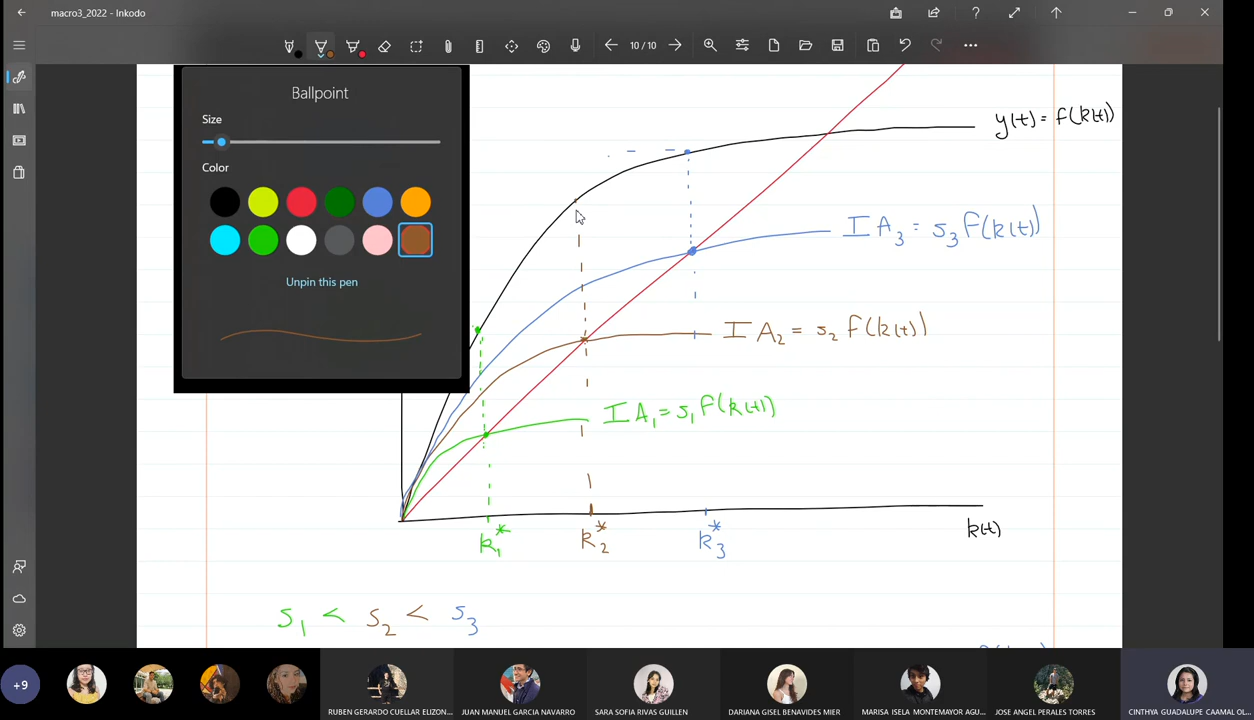 macro3_2022 - Inkodo
10 / 10
Ballpoint
Size
Color
Unpin this pen
y(t) = f(k(t))
IA₃ = s₃f(k(t))
IA₂ = s₂ f(k(t))
IA₁ = s₁f(k(t))
k₁* k₂* k₃*
k(t)
s₁ < s₂ < s₃
+9
RUBEN GERARDO CUELLAR ELIZON...
JUAN MANUEL GARCIA NAVARRO
SARA SOFIA RIVAS GUILLEN
DARIANA GISEL BENAVIDES MIER
MARISA ISELA MONTEMAYOR AGU...
JOSE ANGEL PERALES TORRES
CINTHYA GUADALUPE CAAMAL OL...